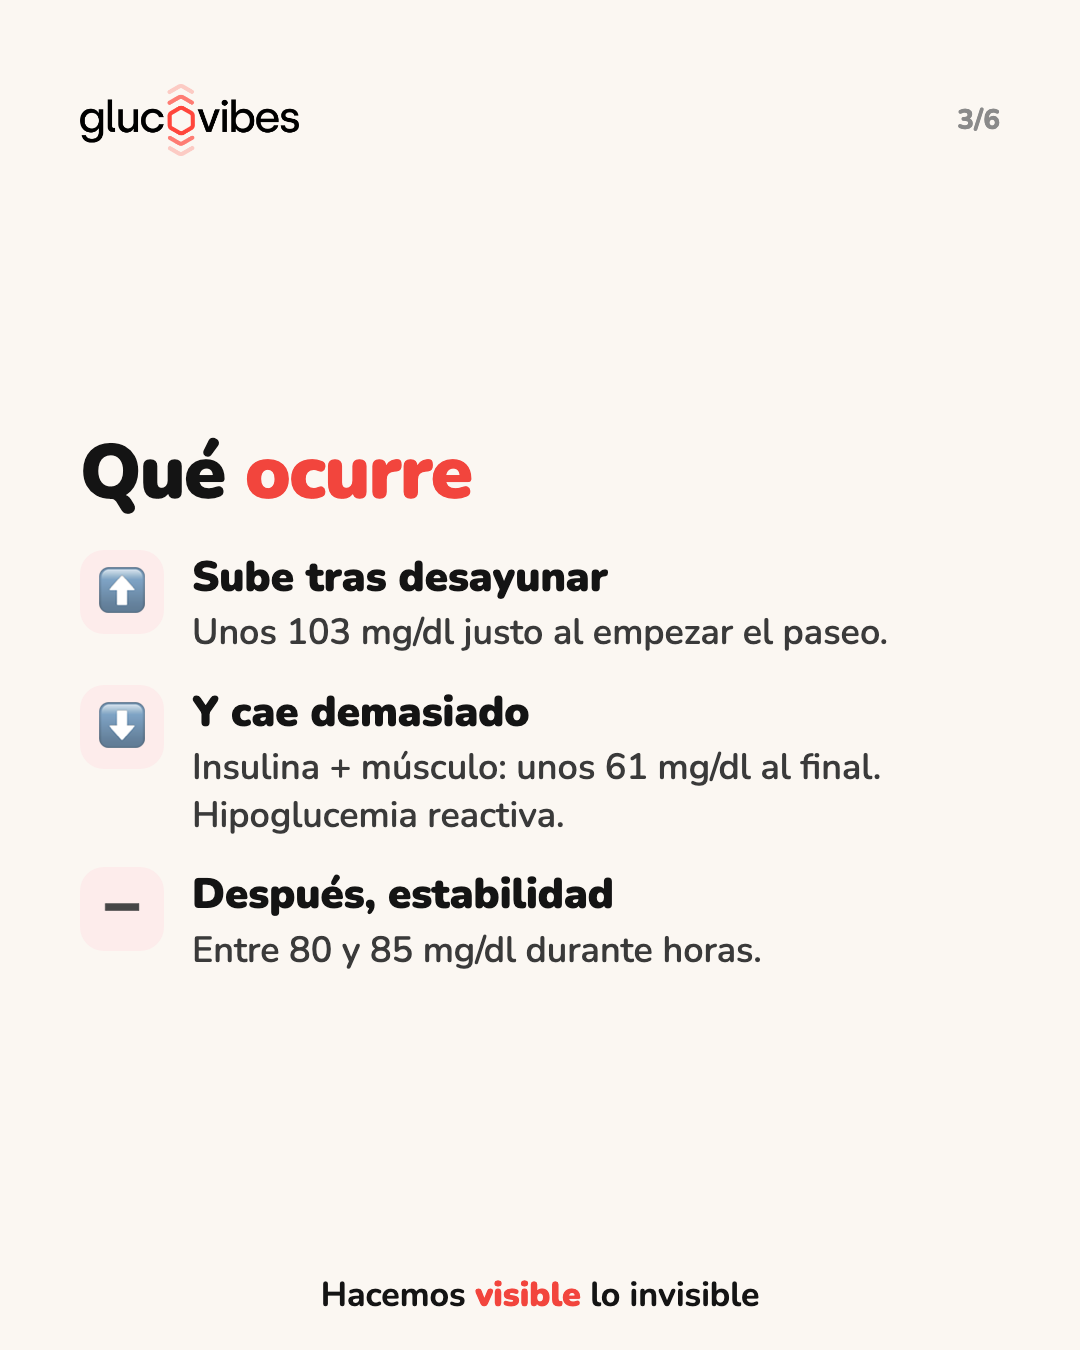 glucovibes
3/6
Qué ocurre
Sube tras desayunar
Unos 103 mg/dl justo al empezar el paseo.
Y cae demasiado
Insulina + músculo: unos 61 mg/dl al final.
Hipoglucemia reactiva.
Después, estabilidad
Entre 80 y 85 mg/dl durante horas.
Hacemos visible lo invisible